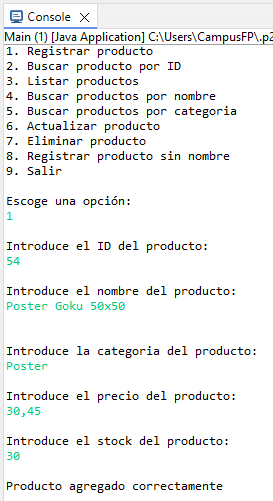 Console
Main (1) [Java Application] C:\Users\CampusFP\.p2
1. Registrar producto
2. Buscar producto por ID
3. Listar productos
4. Buscar productos por nombre
5. Buscar productos por categoria
6. Actualizar producto
7. Eliminar producto
8. Registrar producto sin nombre
9. Salir
Escoge una opción:
1
Introduce el ID del producto:
54
Introduce el nombre del producto:
Poster Goku 50x50
Introduce la categoria del producto:
Poster
Introduce el precio del producto:
30,45
Introduce el stock del producto:
30
Producto agregado correctamente